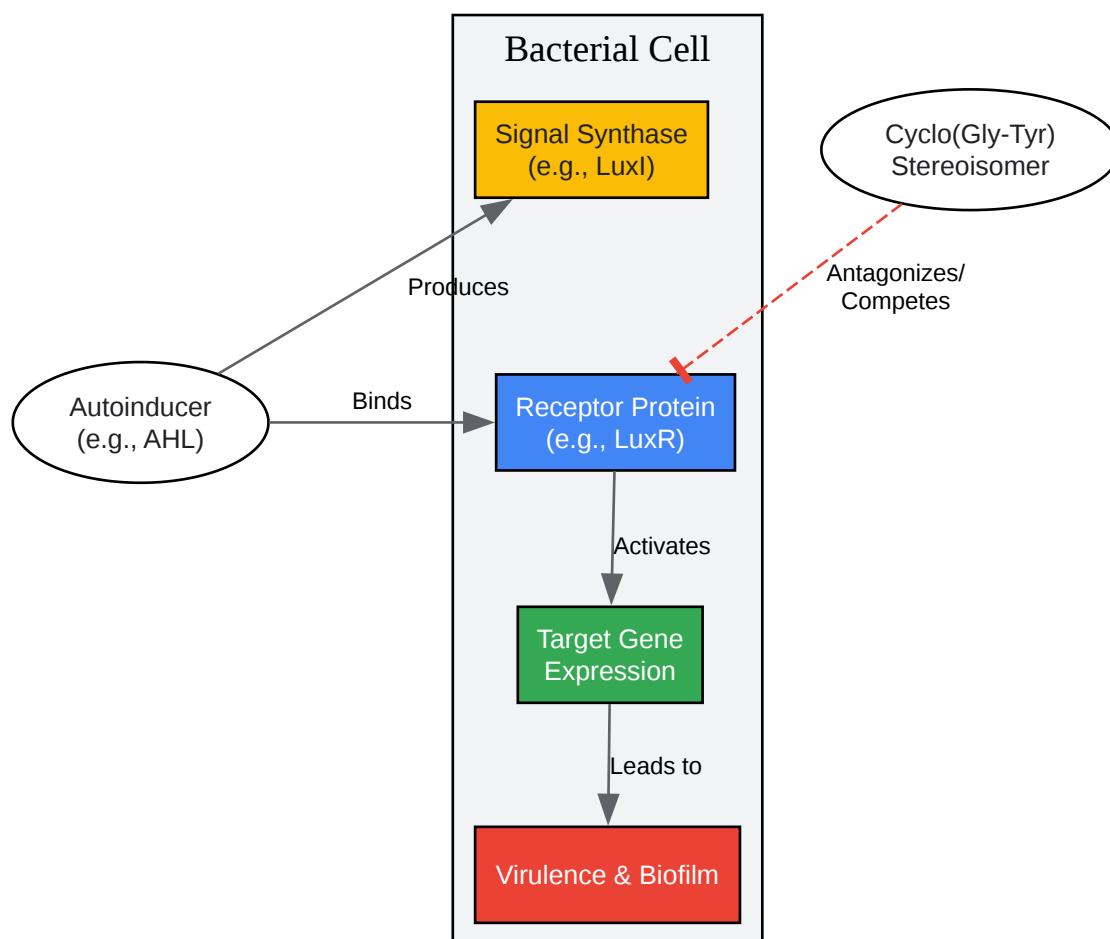 Bacterial Cell
Signal Synthase
(e.g., LuxI)
Cyclo(Gly-Tyr)
Stereoisomer
Produces
Antagonizes/
Competes
Autoinducer
(e.g., AHL)
Binds
Receptor Protein
(e.g., LuxR)
Activates
Target Gene
Expression
Leads to
Virulence & Biofilm